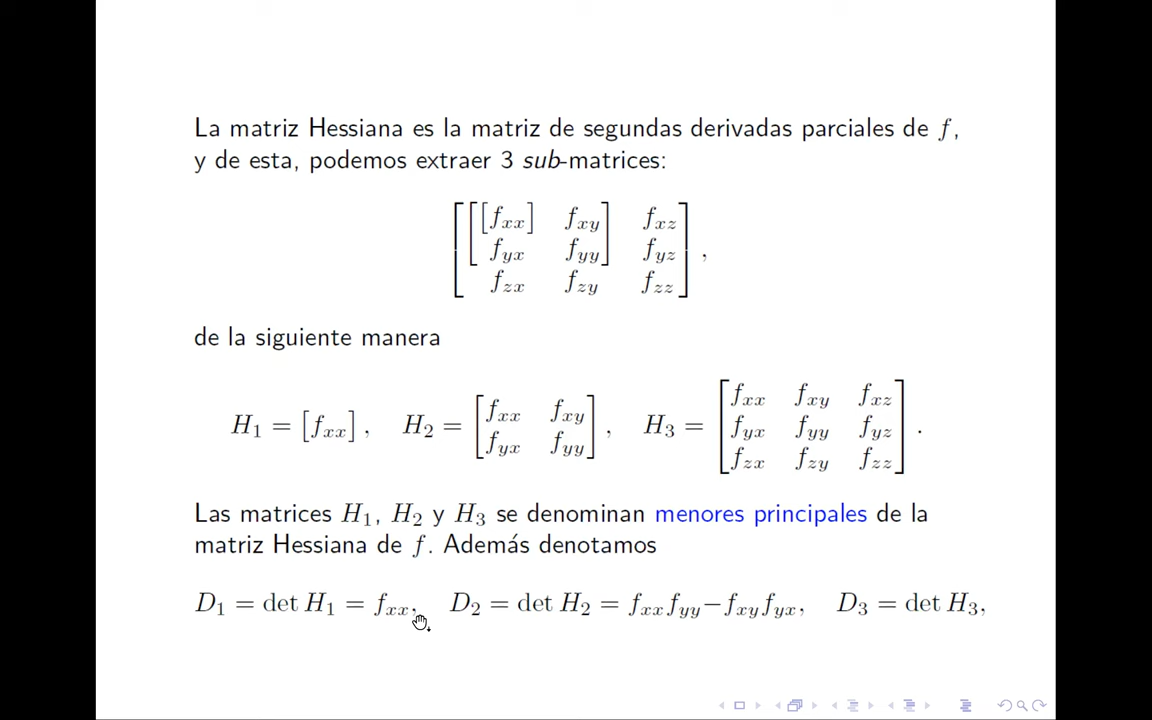 La matriz Hessiana es la matriz de segundas derivadas parciales de f,
y de esta, podemos extraer 3 sub-matrices:
[[[f_xx] f_xy] f_xz]
[[f_yx f_yy] f_yz] ,
[f_zx f_zy f_zz]
de la siguiente manera
H_1 = [f_xx] , H_2 = [f_xx f_xy; f_yx f_yy] , H_3 = [f_xx f_xy f_xz; f_yx f_yy f_yz; f_zx f_zy f_zz] .
Las matrices H_1, H_2 y H_3 se denominan menores principales de la
matriz Hessiana de f. Además denotamos
D_1 = det H_1 = f_xx, D_2 = det H_2 = f_xx f_yy − f_xy f_yx, D_3 = det H_3,